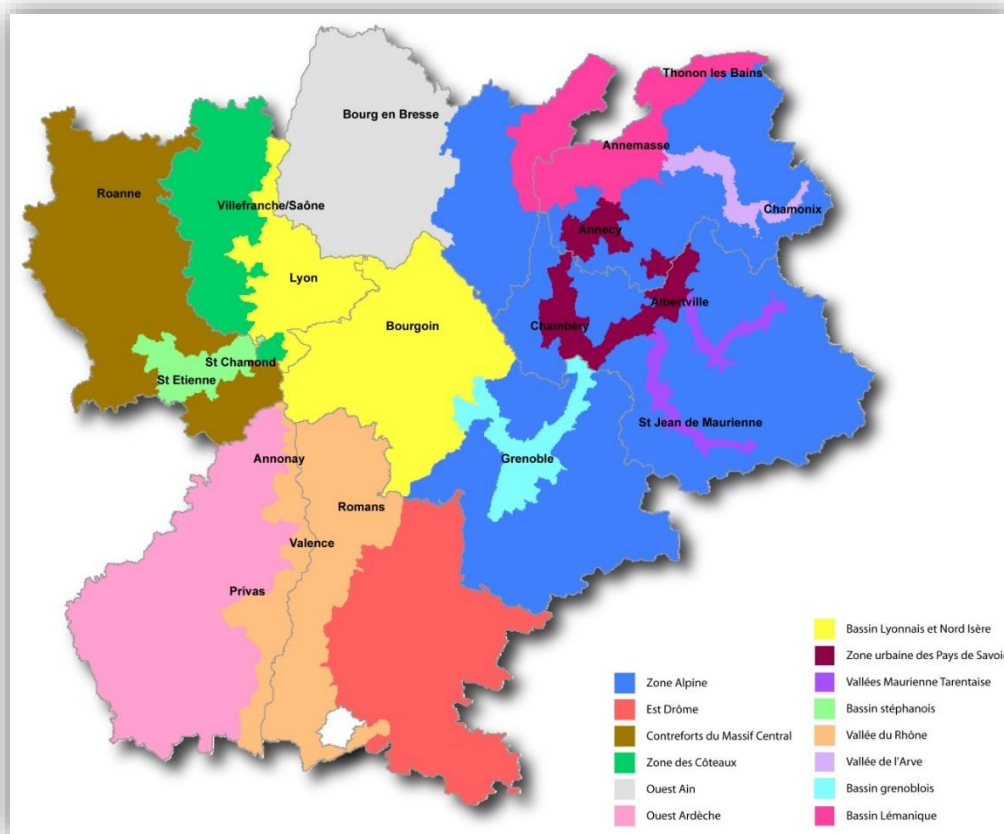 Thonon les Bains
Bourg en Bresse
Annemasse
Roanne
Villefranche/Saône
Chamonix
Annecy
Lyon
Albertville
Bourgoin
Chambéry
St Chamond
St Etienne
St Jean de Maurienne
Annonay
Grenoble
Romans
Valence
Privas
Zone Alpine
Est Drôme
Contreforts du Massif Central
Zone des Côteaux
Ouest Ain
Ouest Ardèche
Bassin Lyonnais et Nord Isère
Zone urbaine des Pays de Savoie
Vallées Maurienne Tarentaise
Bassin stéphanois
Vallée du Rhône
Vallée de l'Arve
Bassin grenoblois
Bassin Lémanique